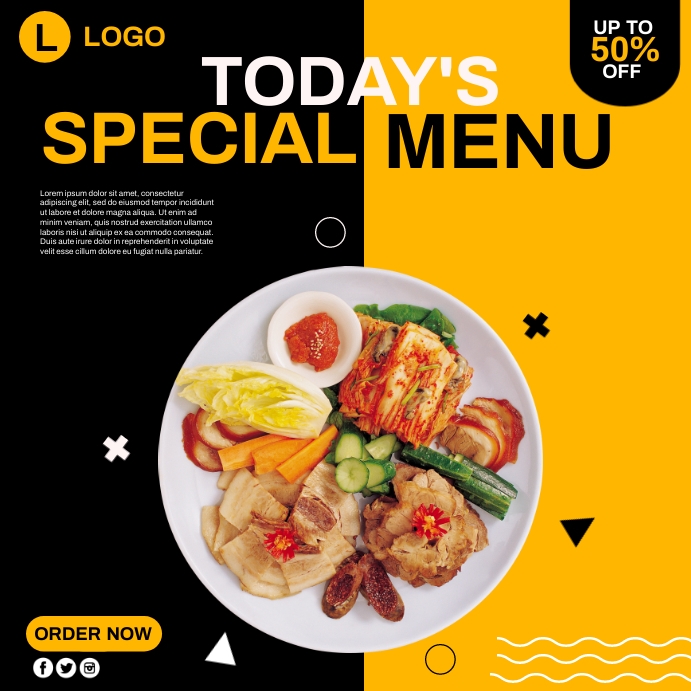 L LOGO
UP TO
50%
OFF
TODAY'S
SPECIAL MENU
Lorem ipsum dolor sit amet, consectetur
adipiscing elit, sed do eiusmod tempor incididunt
ut labore et dolore magna aliqua. Ut enim ad
minim veniam, quis nostrud exercitation ullamco
laboris nisi ut aliquip ex ea commodo consequat.
Duis aute irure dolor in reprehenderit in voluptate
velit esse cillum dolore eu fugiat nulla pariatur.
ORDER NOW